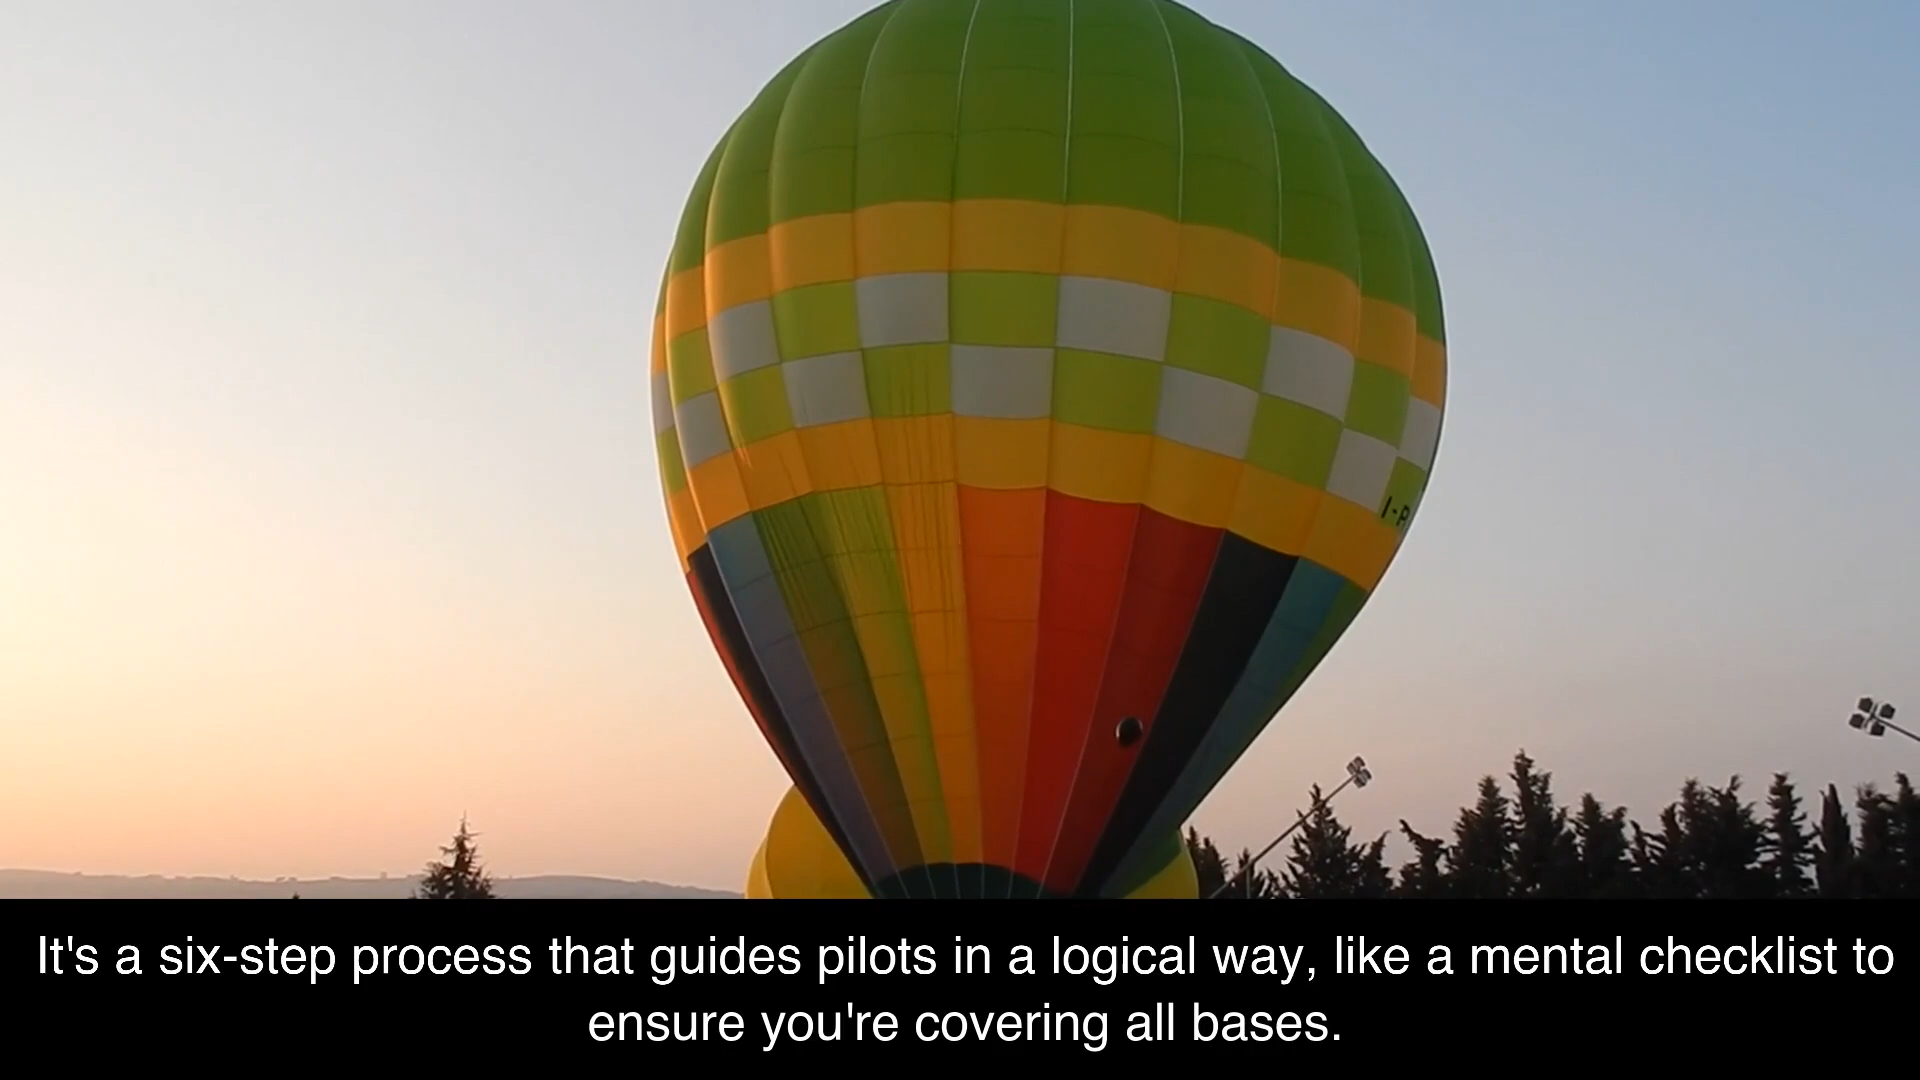 I-P
It's a six-step process that guides pilots in a logical way, like a mental checklist to
ensure you're covering all bases.